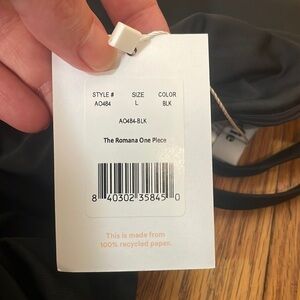 STYLE # SIZE COLOR
AO484 L BLK
AO484-BLK
The Romana One Piece
8 40302 35845 0
This is made from
100% recycled paper.